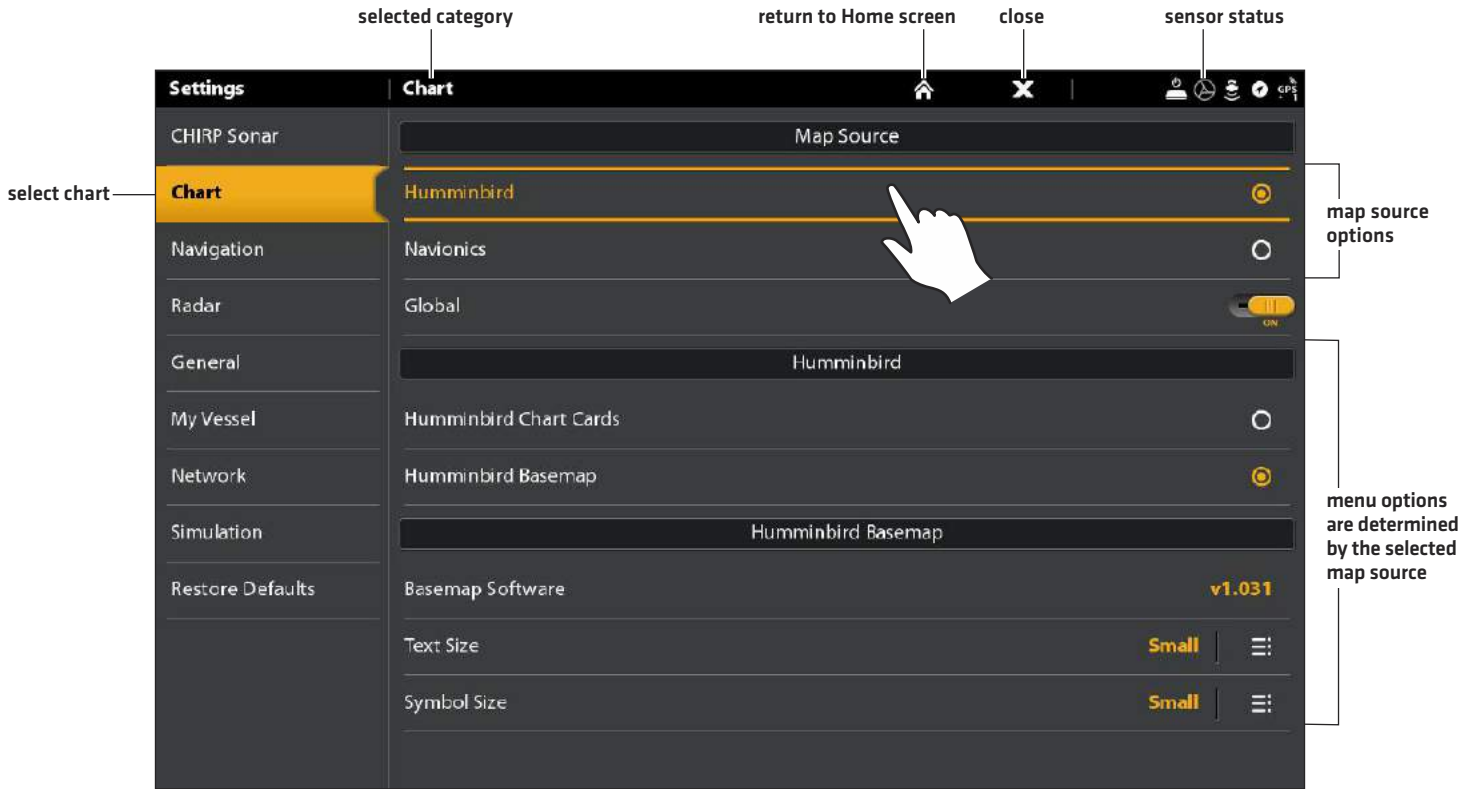 selected category
return to Home screen
close
sensor status
Settings
Chart
GPS
CHIRP Sonar
Map Source
select chart
Chart
Humminbird
map source
options
Navigation
Navionics
Radar
Global
ON
General
Humminbird
My Vessel
Humminbird Chart Cards
Network
Humminbird Basemap
menu options
are determined
by the selected
map source
Simulation
Humminbird Basemap
Restore Defaults
Basemap Software
v1.031
Text Size
Small
Symbol Size
Small